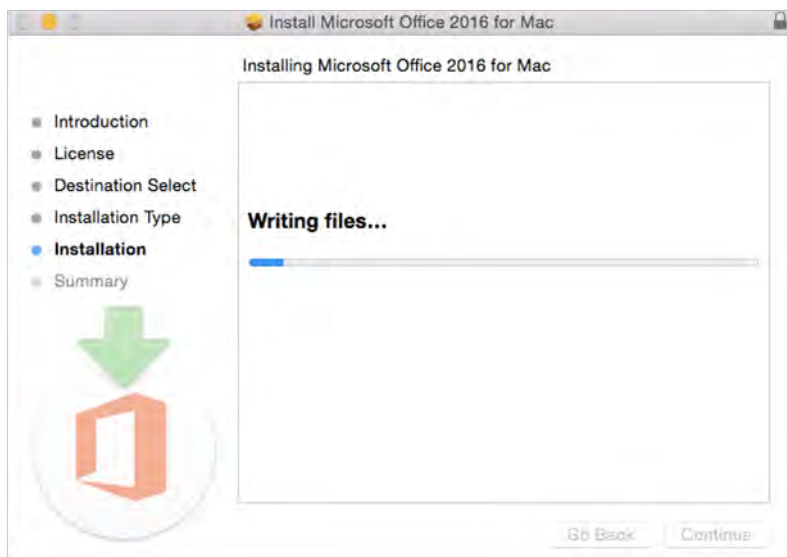 Install Microsoft Office 2016 for Mac
Installing Microsoft Office 2016 for Mac
Introduction
License
Destination Select
Installation Type
Installation
Summary
Writing files...
Go Back
Continue